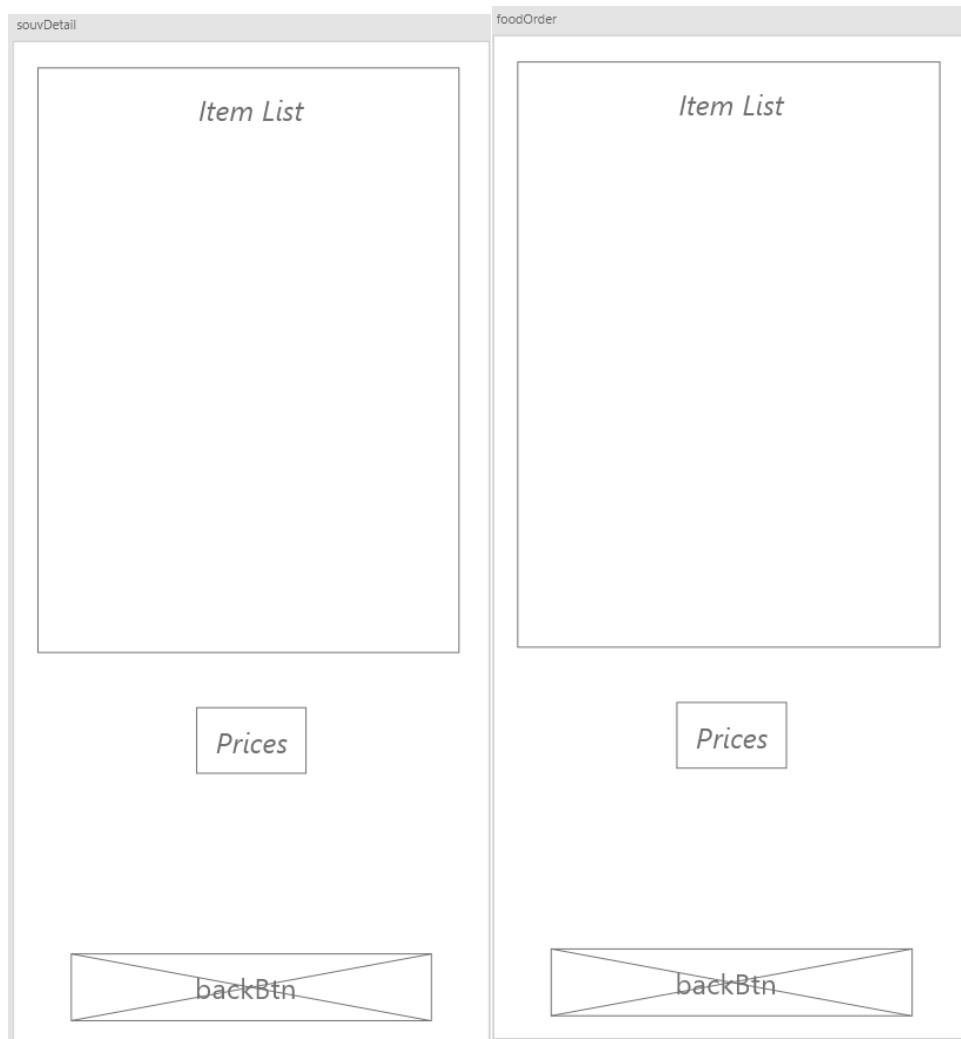 souvDetail
Item List
Prices
backBtn
foodOrder
Item List
Prices
backBtn